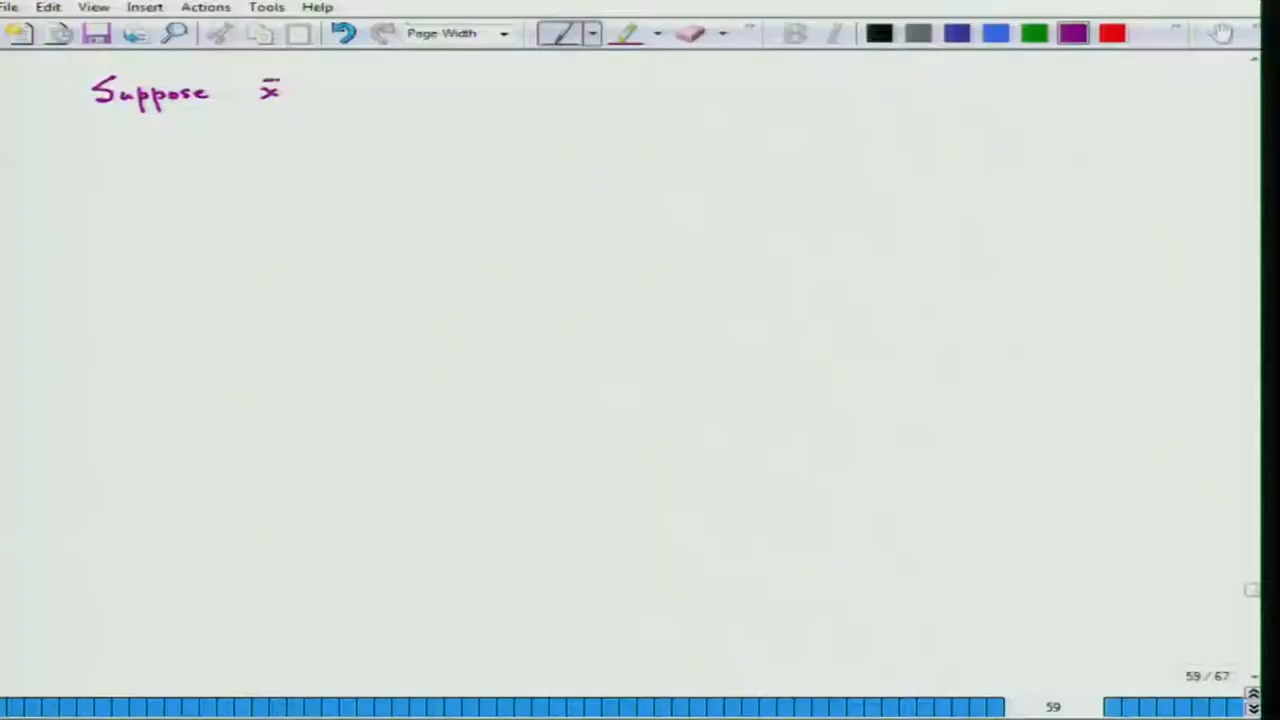 File Edit View Insert Actions Tools Help
Page Width B I
Suppose x̄
59 / 67
59